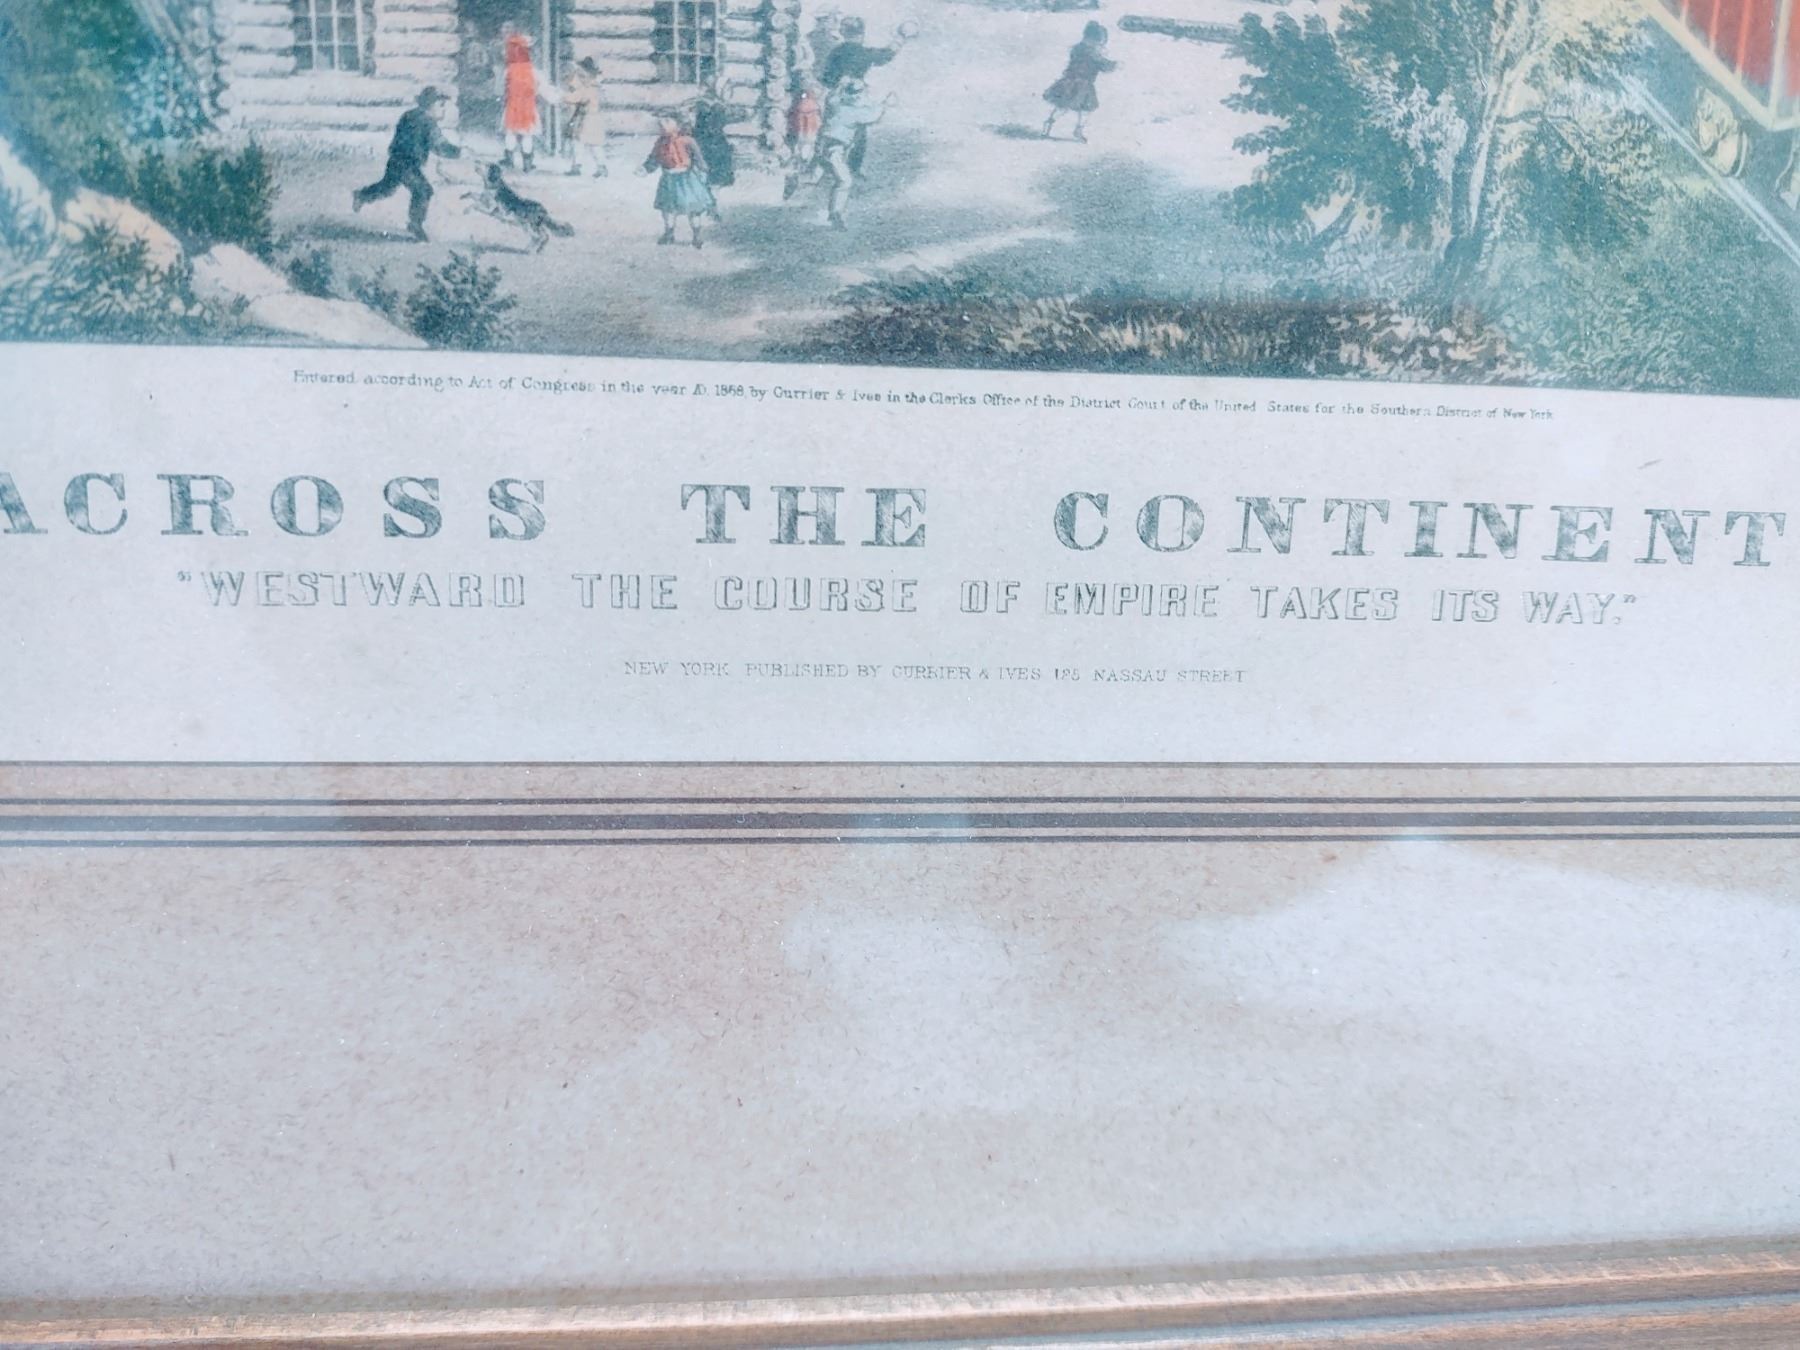 Entered according to Act of Congress in the year AD. 1868, by Currier & Ives in the Clerks Office of the District Court of the United States for the Southern District of New York
ACROSS THE CONTINENT
"WESTWARD THE COURSE OF EMPIRE TAKES ITS WAY."
NEW YORK PUBLISHED BY CURRIER & IVES 125 NASSAU STREET